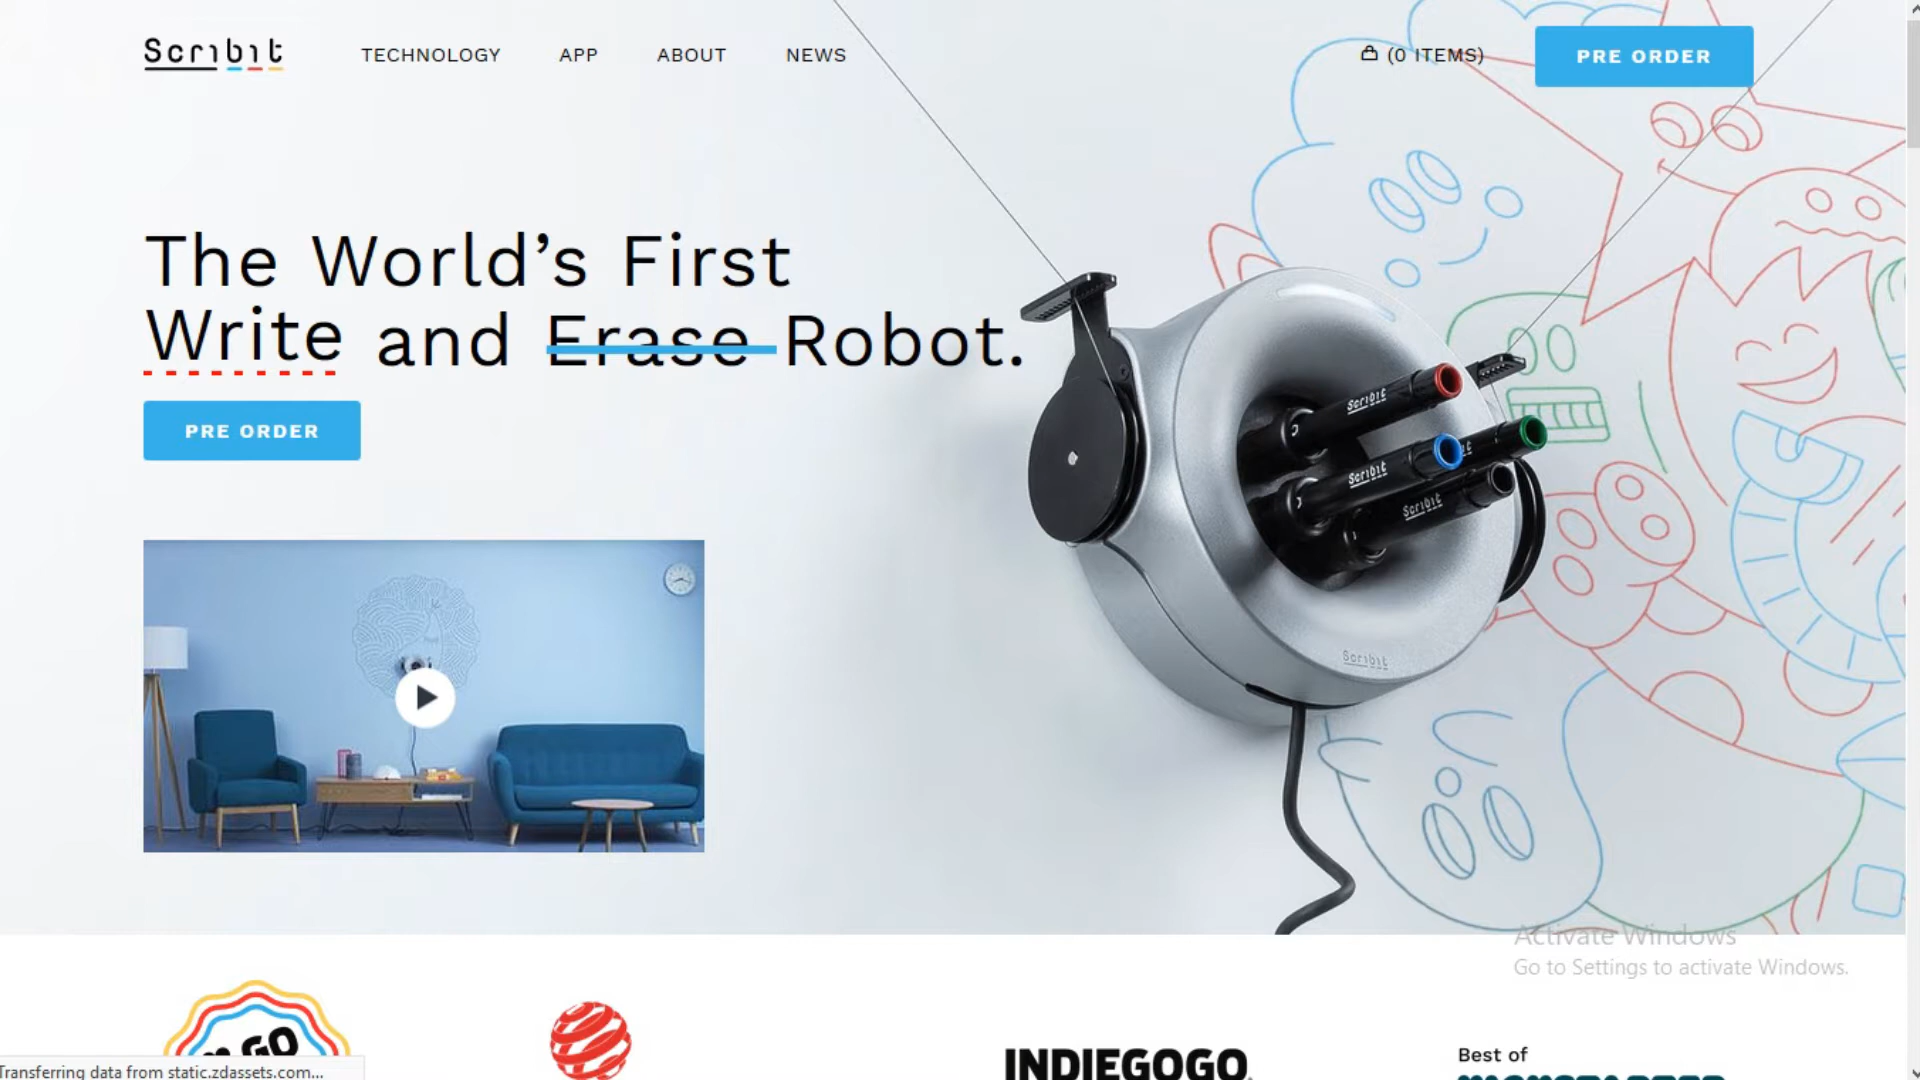 Scribit
TECHNOLOGY
APP
ABOUT
NEWS
(0 ITEMS)
PRE ORDER
The World's First
Write and Erase Robot.
PRE ORDER
Scribit
Scribit
Scribit
Scribit
Activate Windows
Go to Settings to activate Windows.
GO
INDIEGOGO.
Best of
Transferring data from static.zdassets.com...